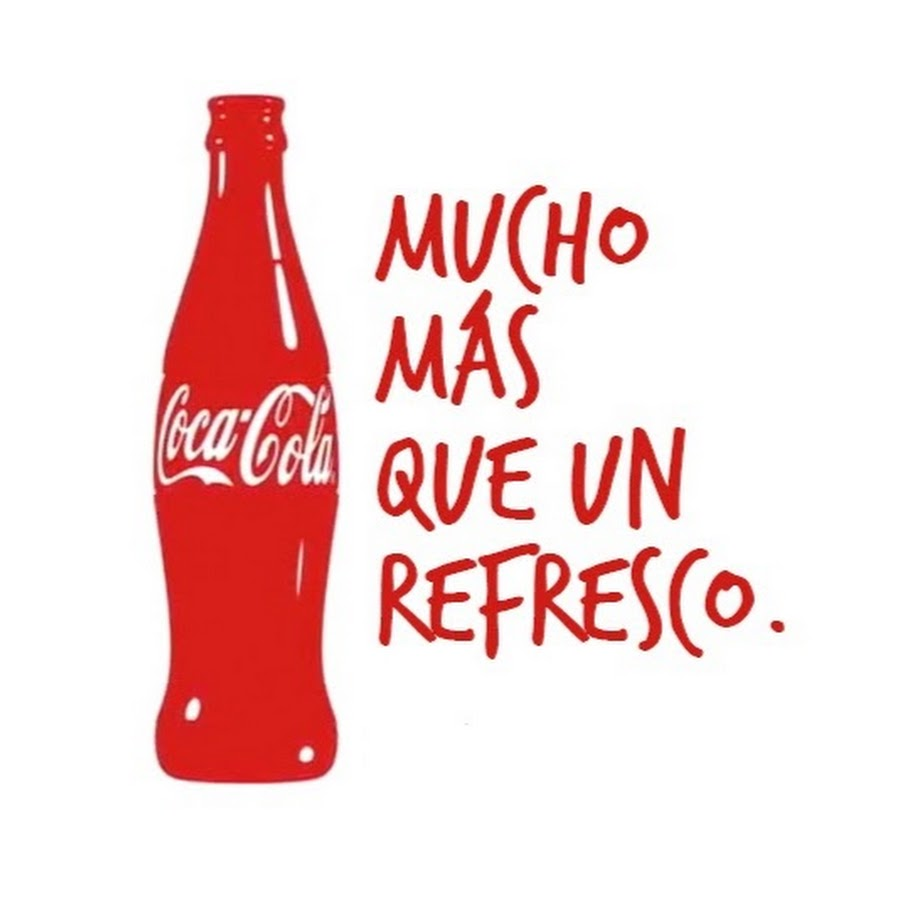 Coca-Cola
MUCHO
MÁS
QUE UN
REFRESCO.